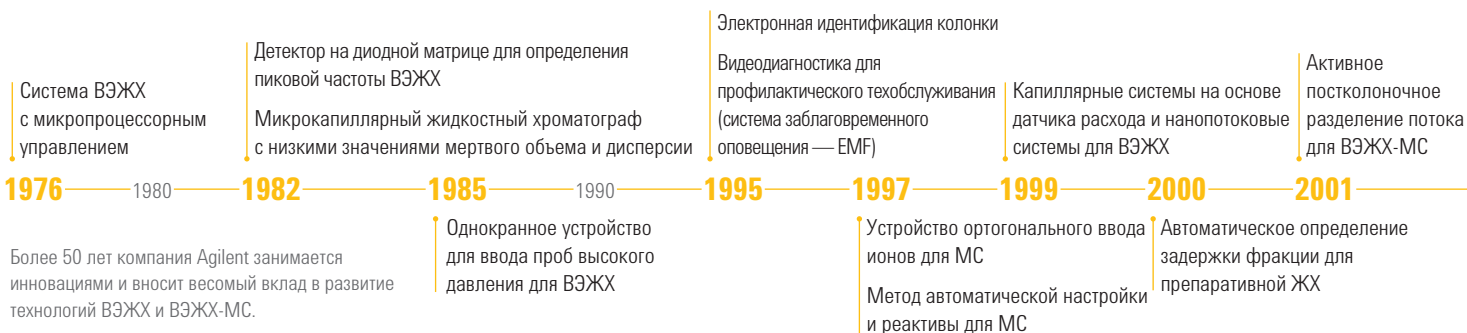 Система ВЭЖХ
с микропроцессорным
управлением
Детектор на диодной матрице для определения
пиковой частоты ВЭЖХ
Микрокапиллярный жидкостный хроматограф
с низкими значениями мертвого объема и дисперсии
Электронная идентификация колонки
Видеодиагностика для
профилактического техобслуживания
(система заблаговременного
оповещения — EMF)
Капиллярные системы на основе
датчика расхода и нанопотоковые
системы для ВЭЖХ
Активное
постколоночное
разделение потока
для ВЭЖХ-МС
1976 1980 1982 1985 1990 1995 1997 1999 2000 2001
Более 50 лет компания Agilent занимается
инновациями и вносит весомый вклад в развитие
технологий ВЭЖХ и ВЭЖХ-МС.
Однокранное устройство
для ввода проб высокого
давления для ВЭЖХ
Устройство ортогонального ввода
ионов для МС
Метод автоматической настройки
и реактивы для МС
Автоматическое определение
задержки фракции для
препаративной ЖХ